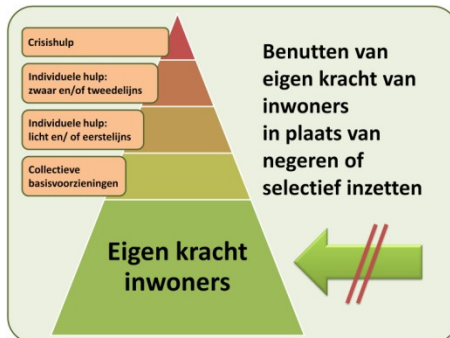 Crisishulp
Individuele hulp:
zwaar en/of tweedelijns
Individuele hulp:
licht en/ of eerstelijns
Collectieve
basisvoorzieningen
Eigen kracht
inwoners
Benutten van
eigen kracht van
inwoners
in plaats van
negeren of
selectief inzetten